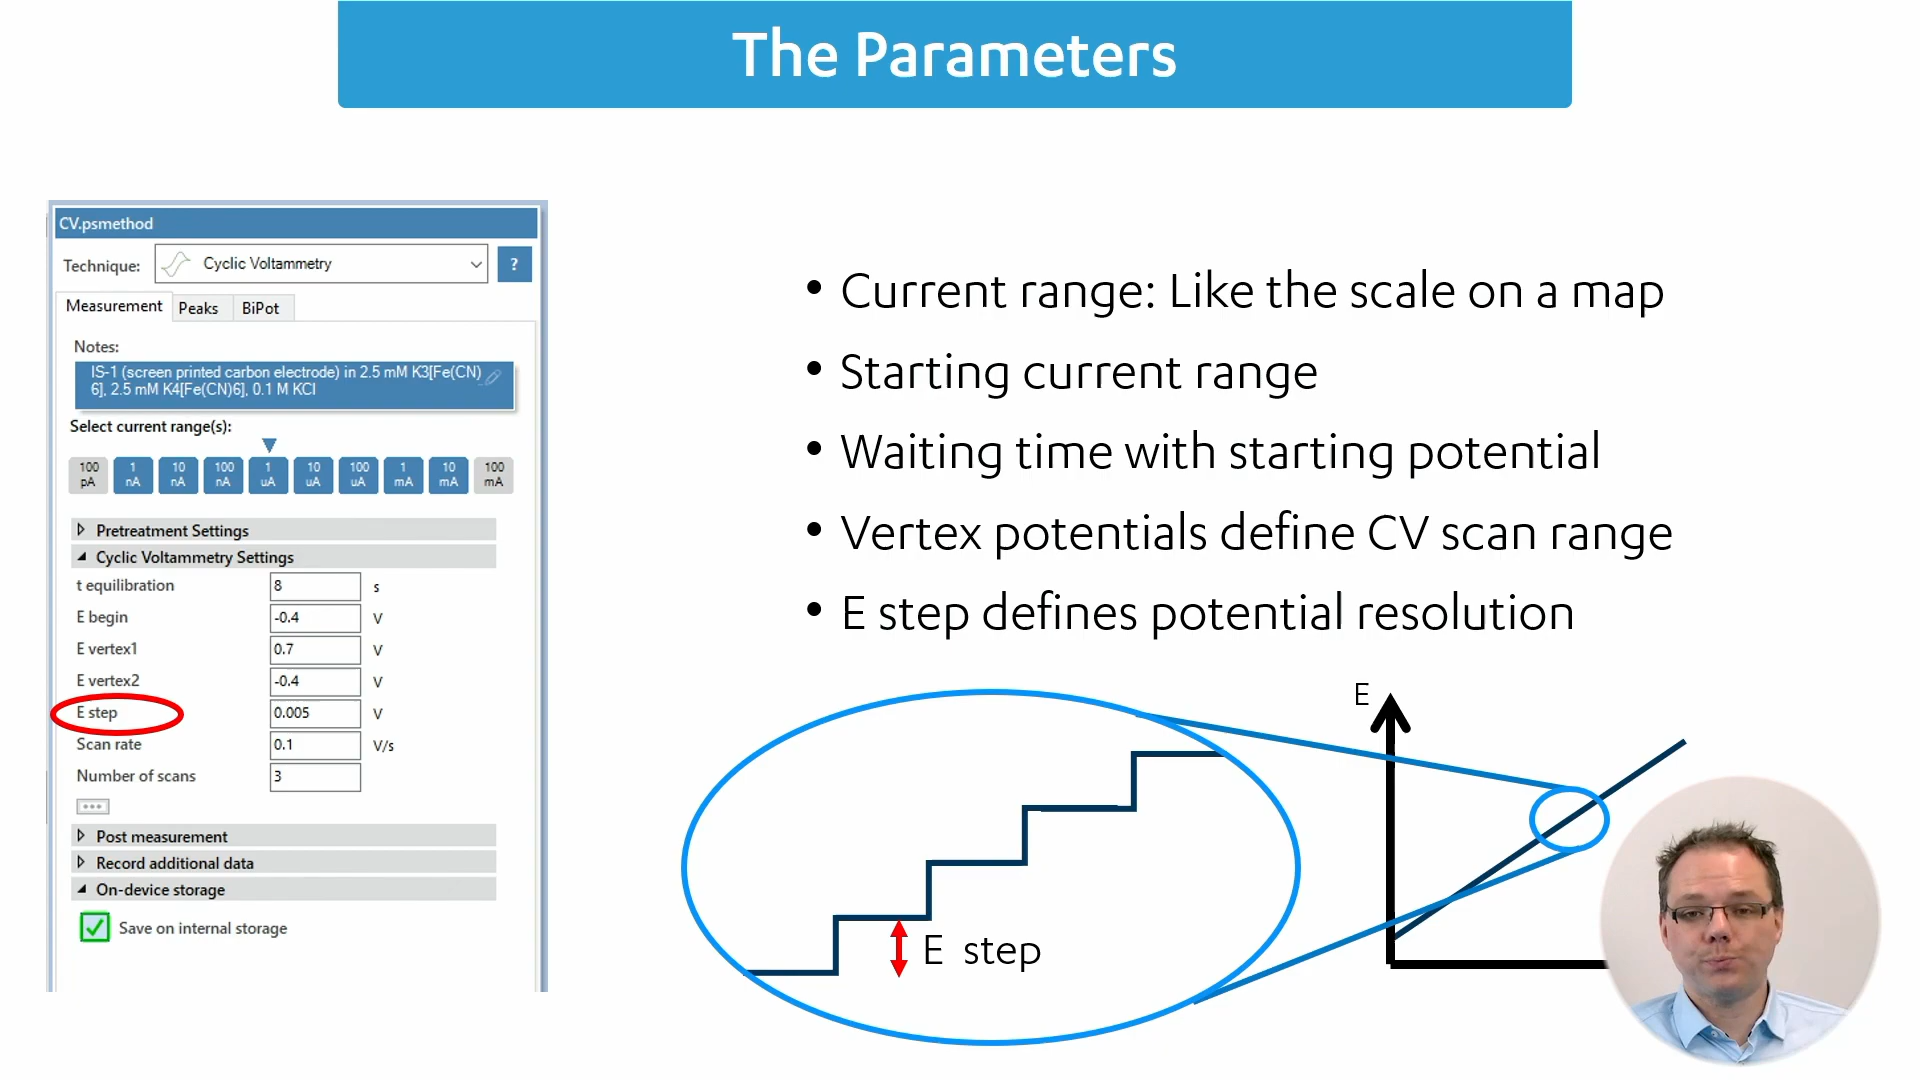 The Parameters
CV.psmethod
Technique: Cyclic Voltammetry ?
Measurement Peaks BiPot
Notes:
IS-1 (screen printed carbon electrode) in 2.5 mM K3[Fe(CN)
6], 2.5 mM K4[Fe(CN)6], 0.1 M KCl
Select current range(s):
100 pA 1 nA 10 nA 100 nA 1 uA 10 uA 100 uA 1 mA 10 mA 100 mA
Pretreatment Settings
Cyclic Voltammetry Settings
t equilibration 8 s
E begin -0.4 V
E vertex1 0.7 V
E vertex2 -0.4 V
E step 0.005 V
Scan rate 0.1 V/s
Number of scans 3
Post measurement
Record additional data
On-device storage
Save on internal storage
• Current range: Like the scale on a map
• Starting current range
• Waiting time with starting potential
• Vertex potentials define CV scan range
• E step defines potential resolution
E step
E